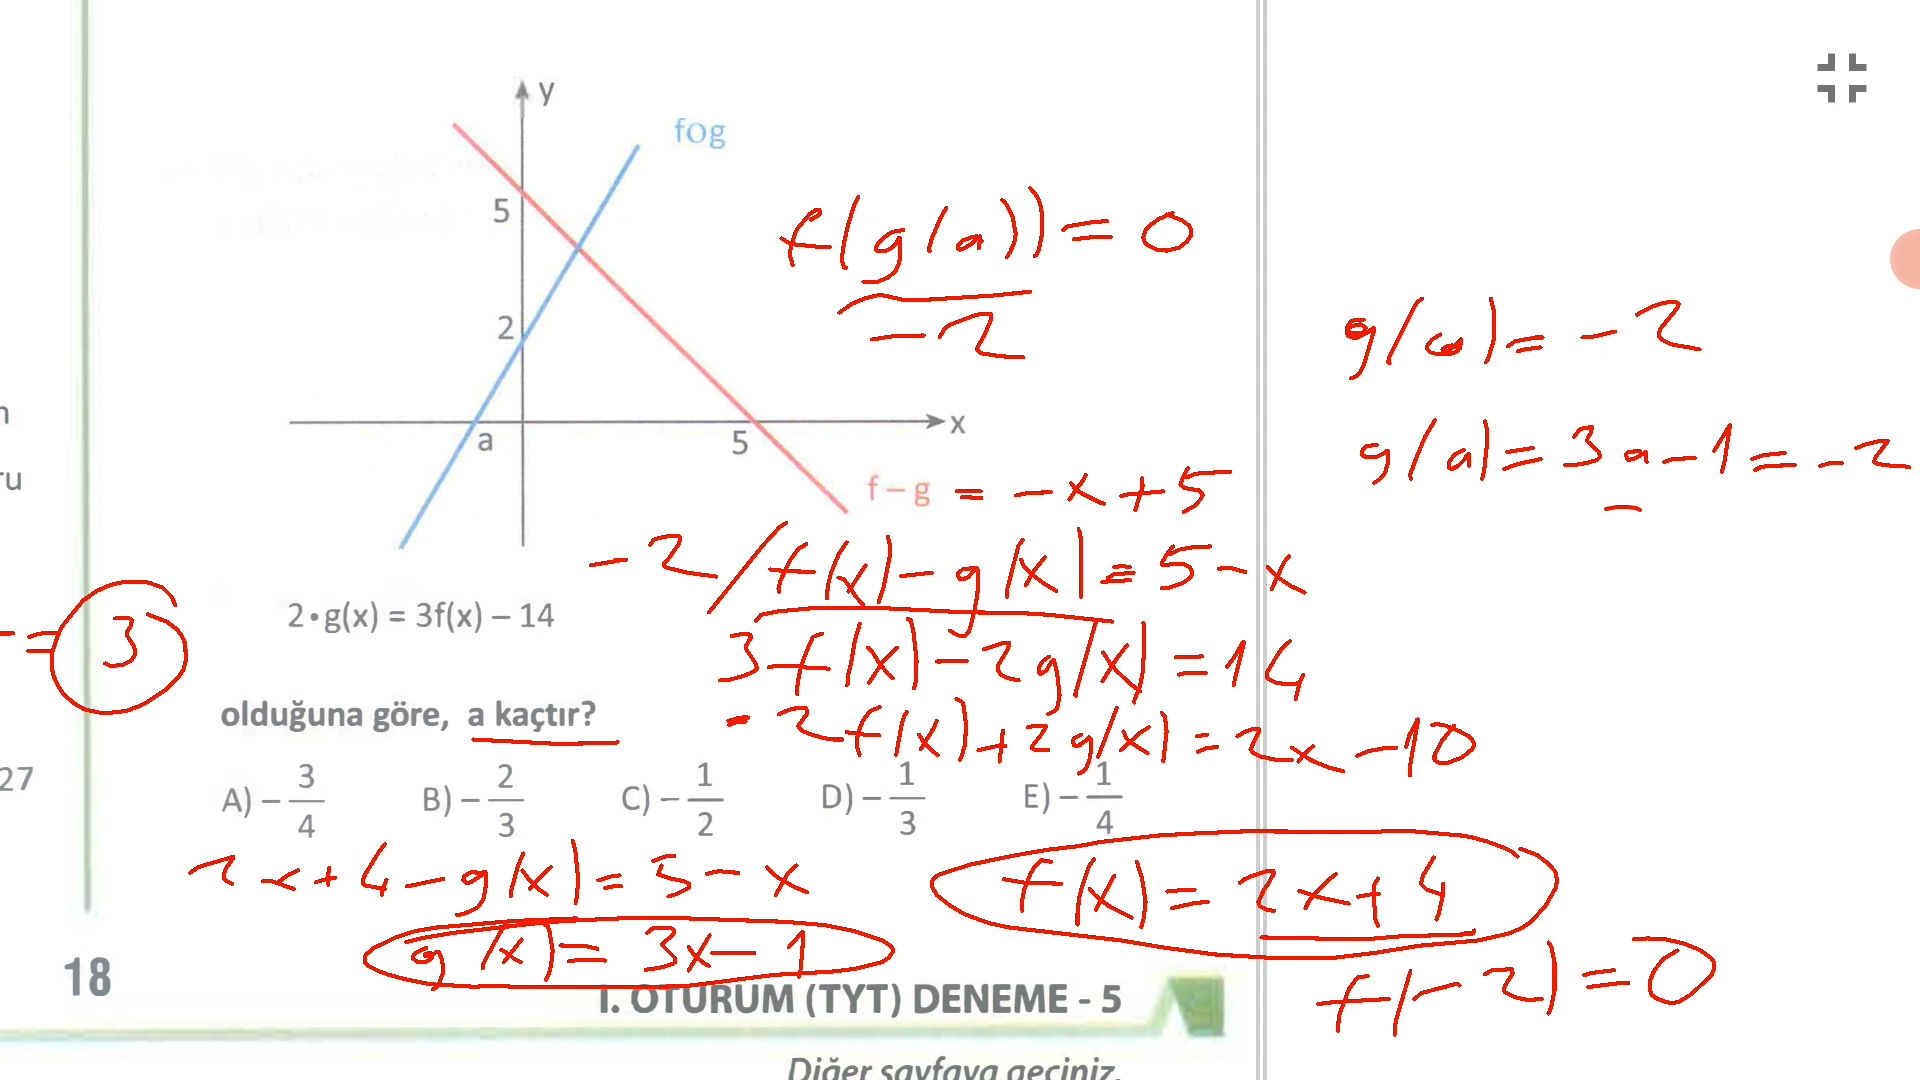 y
fog
5
f(g(a)) = 0
-2
2
g(a) = -2
x
a
5
g(a) = 3a - 1 = -2
f - g = -x + 5
-2 / f(x) - g(x) = 5 - x
2•g(x) = 3f(x) – 14
= 3
3f(x) - 2g(x) = 14
olduğuna göre, a kaçtır?
-2f(x) + 2g(x) = 2x - 10
27
A) –3/4 B) –2/3 C) –1/2 D) –1/3 E) –1/4
2x + 4 - g(x) = 5 - x
f(x) = 2x + 4
g(x) = 3x - 1
f(-2) = 0
18
I. OTURUM (TYT) DENEME - 5
Diğer sayfaya geçiniz.